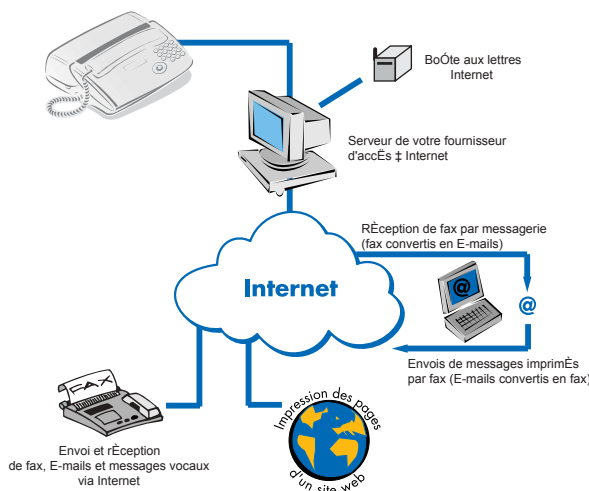 BoÓte aux lettres
Internet
Serveur de votre fournisseur
d'accËs ‡ Internet
RÈception de fax par messagerie
(fax convertis en E-mails)
Internet
@
@
Envois de messages imprimÈs
par fax (E-mails convertis en fax)
FAX
Impression des pages
d'un site web
Envoi et rÈception
de fax, E-mails et messages vocaux
via Internet